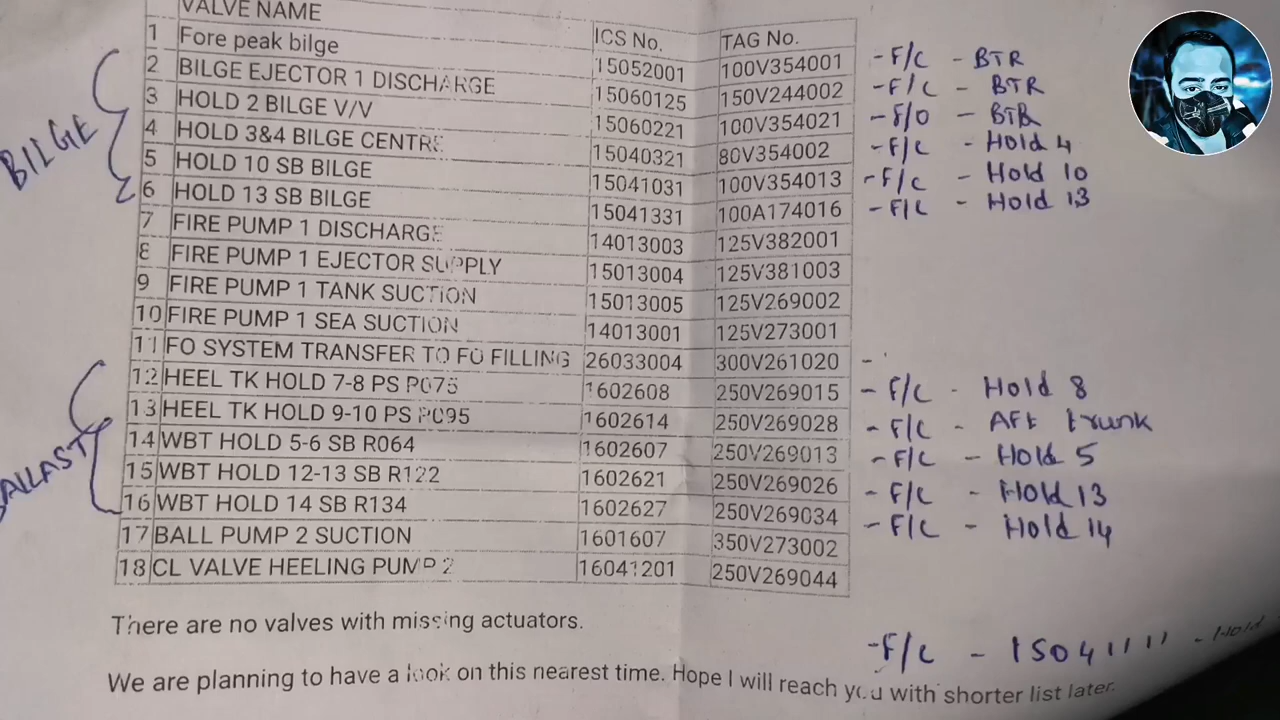 VALVE NAME ICS No. TAG No.
1 Fore peak bilge 15052001 100V354001 - F/C - BTR
2 BILGE EJECTOR 1 DISCHARGE 15060125 150V244002 - F/C - BTR
3 HOLD 2 BILGE V/V 15060221 100V354021 - F/O - BTR
4 HOLD 3&4 BILGE CENTRE 15040321 80V354002 - F/C - Hold 4
5 HOLD 10 SB BILGE 15041031 100V354013 - F/C - Hold 10
6 HOLD 13 SB BILGE 15041331 100A174016 - F/C - Hold 13
BILGE
7 FIRE PUMP 1 DISCHARGE 14013003 125V382001
8 FIRE PUMP 1 EJECTOR SUPPLY 15013004 125V381003
9 FIRE PUMP 1 TANK SUCTION 15013005 125V269002
10 FIRE PUMP 1 SEA SUCTION 14013001 125V273001
11 FO SYSTEM TRANSFER TO FO FILLING 26033004 300V261020 -
12 HEEL TK HOLD 7-8 PS P075 1602608 250V269015 - F/C - Hold 8
13 HEEL TK HOLD 9-10 PS P095 1602614 250V269028 - F/C - Aft trunk
14 WBT HOLD 5-6 SB R064 1602607 250V269013 - F/C - Hold 5
15 WBT HOLD 12-13 SB R122 1602621 250V269026 - F/C - Hold 13
16 WBT HOLD 14 SB R134 1602627 250V269034 - F/C - Hold 14
ALLAST
17 BALL PUMP 2 SUCTION 1601607 350V273002
18 CL VALVE HEELING PUMP 2 16041201 250V269044
There are no valves with missing actuators.
- F/C - 15041111 - Hold
We are planning to have a look on this nearest time. Hope I will reach you with shorter list later.